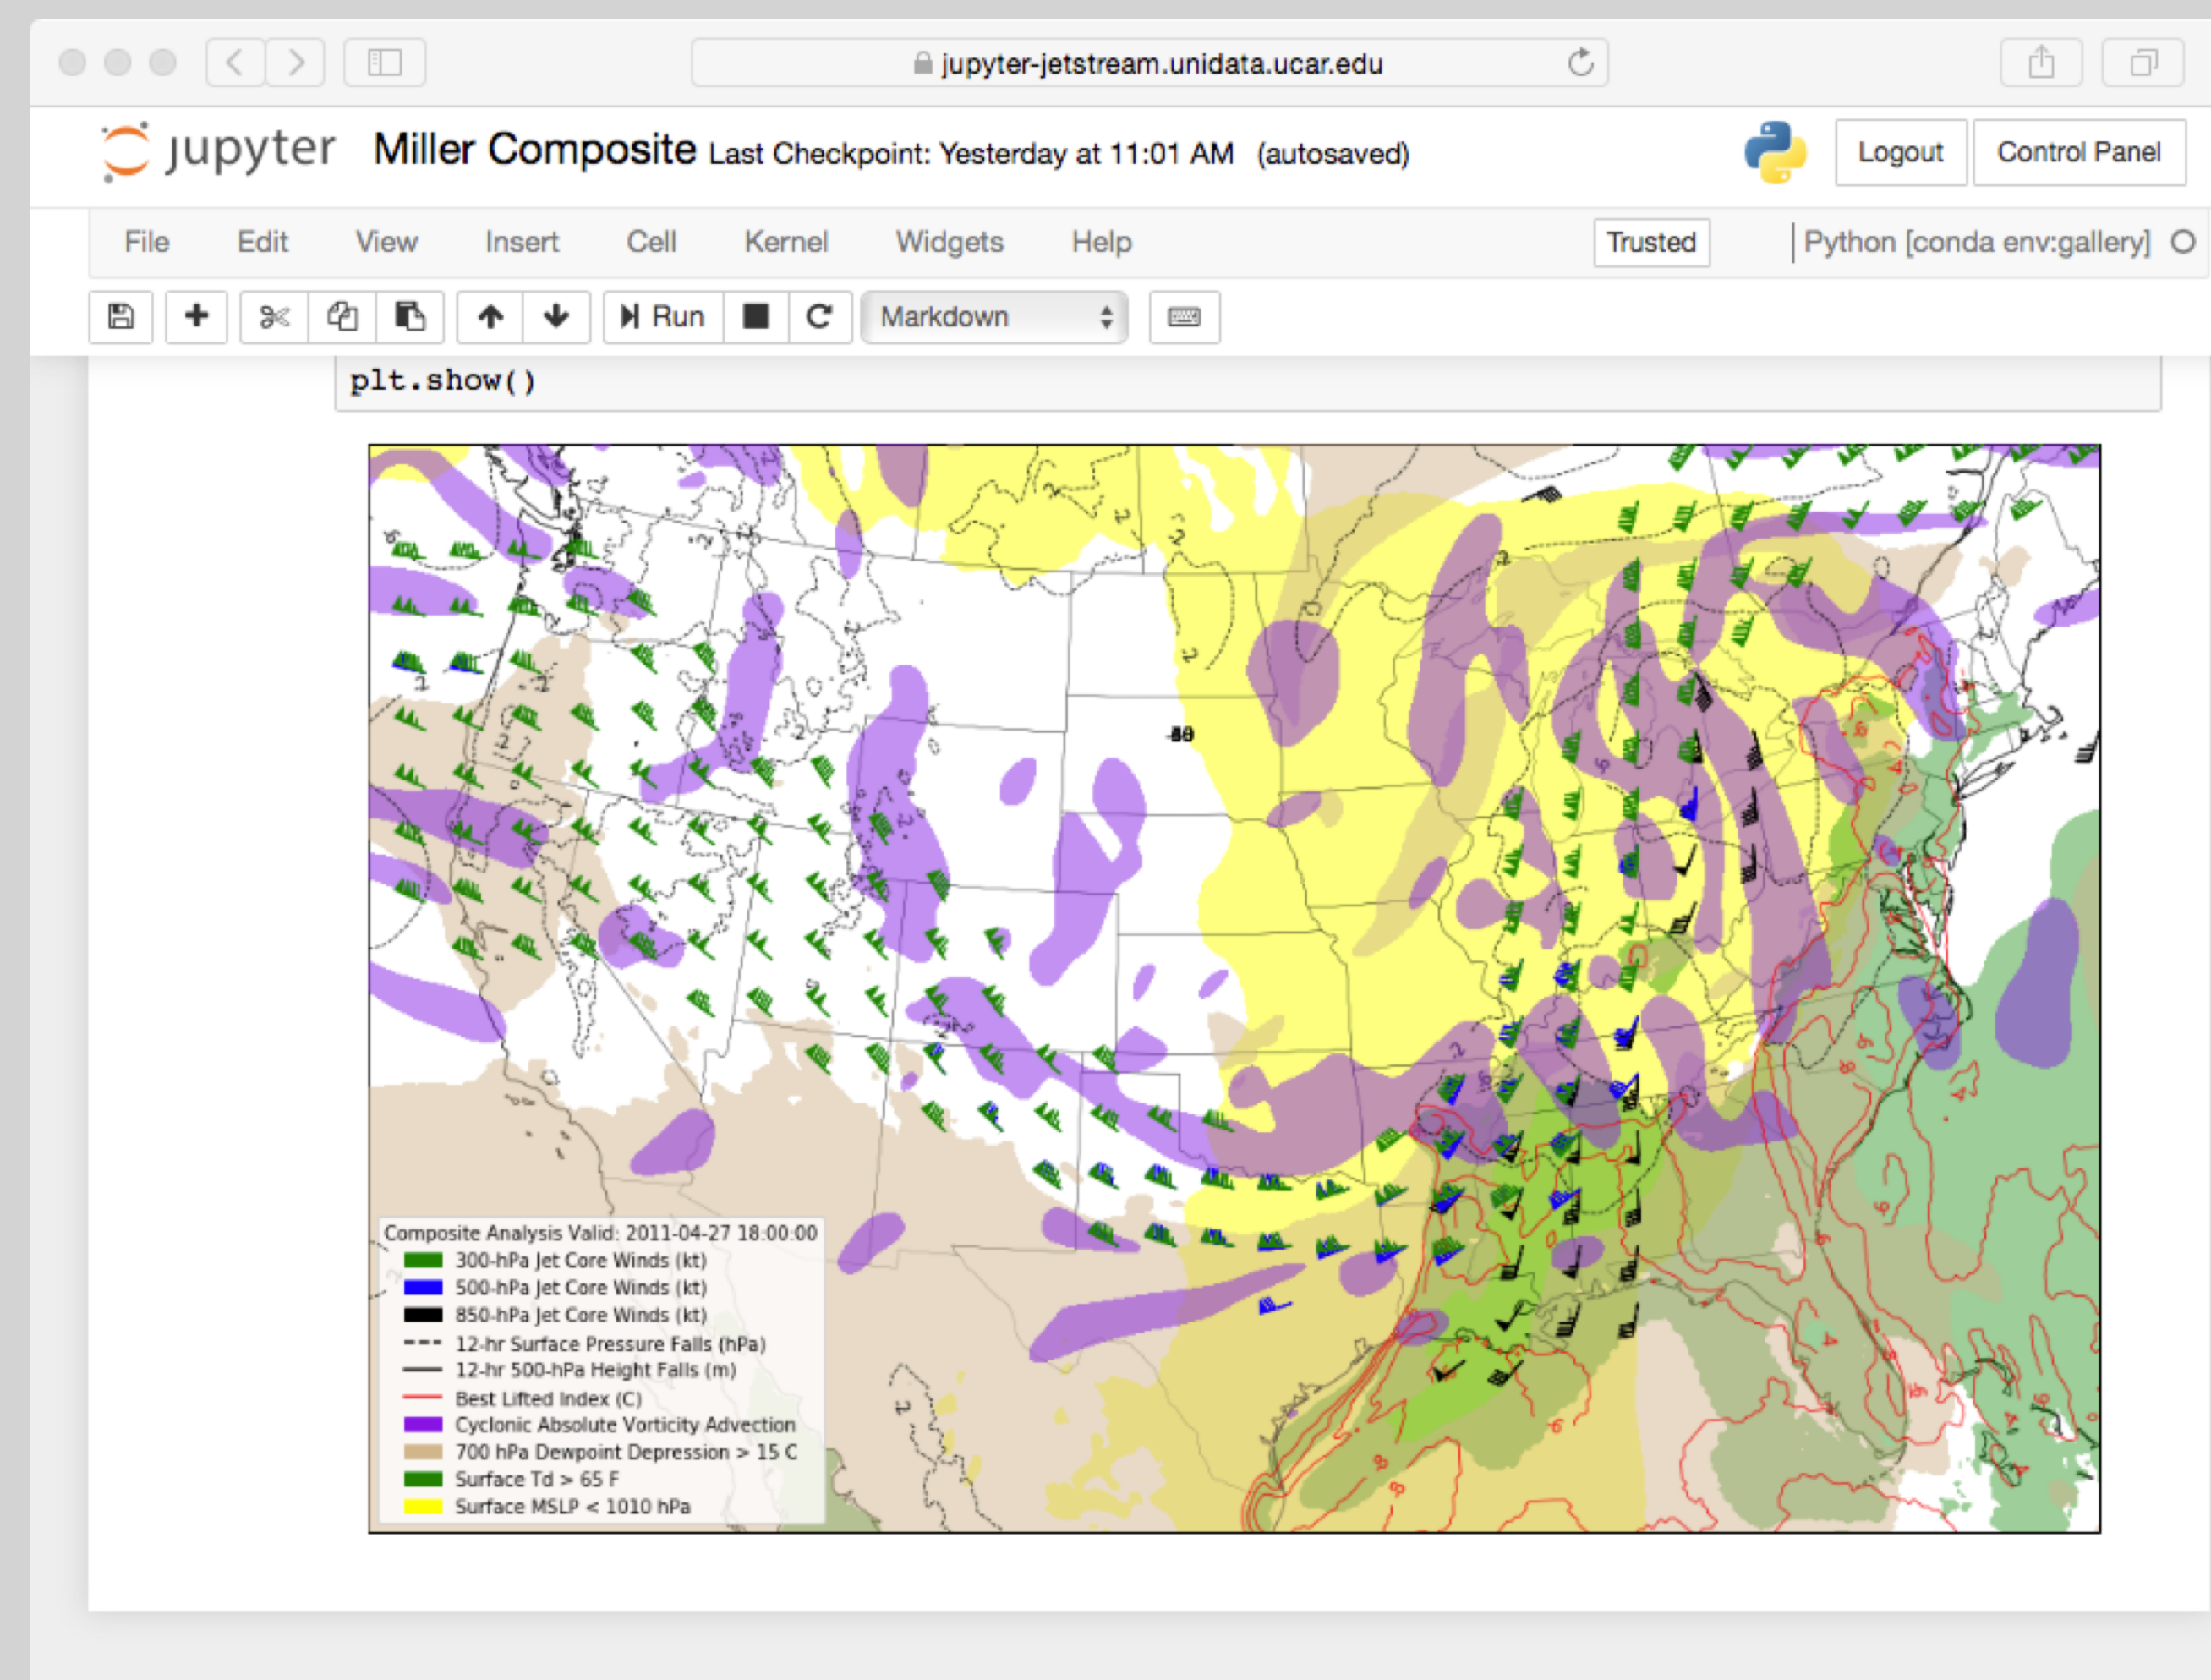 jupyter-jetstream.unidata.ucar.edu
jupyter Miller Composite Last Checkpoint: Yesterday at 11:01 AM (autosaved)
Logout
Control Panel
File Edit View Insert Cell Kernel Widgets Help
Trusted
Python [conda env:gallery]
Run
Markdown
plt.show()
Composite Analysis Valid: 2011-04-27 18:00:00
300-hPa Jet Core Winds (kt)
500-hPa Jet Core Winds (kt)
850-hPa Jet Core Winds (kt)
12-hr Surface Pressure Falls (hPa)
12-hr 500-hPa Height Falls (m)
Best Lifted Index (C)
Cyclonic Absolute Vorticity Advection
700 hPa Dewpoint Depression > 15 C
Surface Td > 65 F
Surface MSLP < 1010 hPa